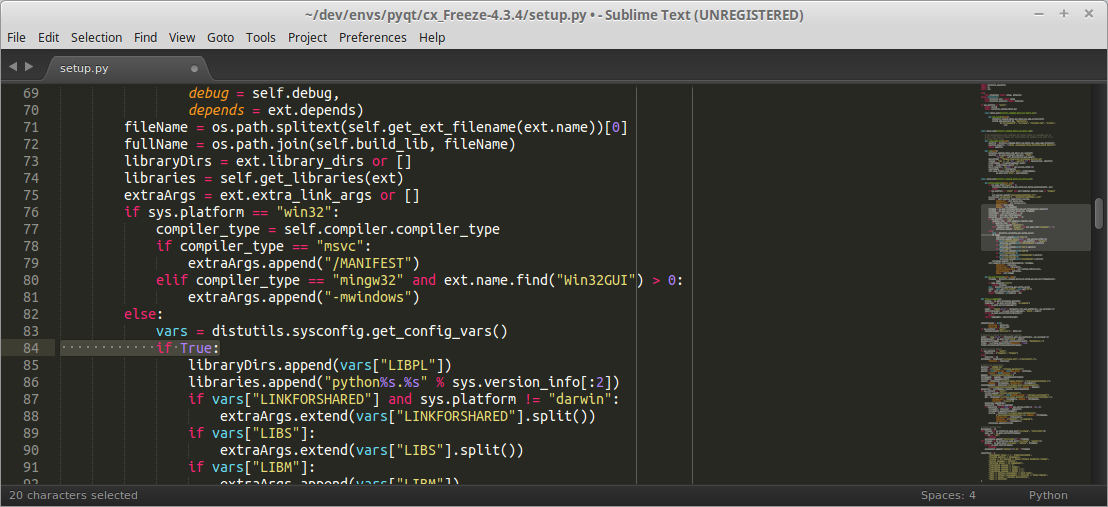 ~/dev/envs/pyqt/cx_Freeze-4.3.4/setup.py • - Sublime Text (UNREGISTERED)
File Edit Selection Find View Goto Tools Project Preferences Help
setup.py
69 debug = self.debug,
70 depends = ext.depends)
71 fileName = os.path.splitext(self.get_ext_filename(ext.name))[0]
72 fullName = os.path.join(self.build_lib, fileName)
73 libraryDirs = ext.library_dirs or []
74 libraries = self.get_libraries(ext)
75 extraArgs = ext.extra_link_args or []
76 if sys.platform == "win32":
77 compiler_type = self.compiler.compiler_type
78 if compiler_type == "msvc":
79 extraArgs.append("/MANIFEST")
80 elif compiler_type == "mingw32" and ext.name.find("Win32GUI") > 0:
81 extraArgs.append("-mwindows")
82 else:
83 vars = distutils.sysconfig.get_config_vars()
84 if True:
85 libraryDirs.append(vars["LIBPL"])
86 libraries.append("python%s.%s" % sys.version_info[:2])
87 if vars["LINKFORSHARED"] and sys.platform != "darwin":
88 extraArgs.extend(vars["LINKFORSHARED"].split())
89 if vars["LIBS"]:
90 extraArgs.extend(vars["LIBS"].split())
91 if vars["LIBM"]:
92 extraArgs.append(vars["LIBM"])
20 characters selected Spaces: 4 Python